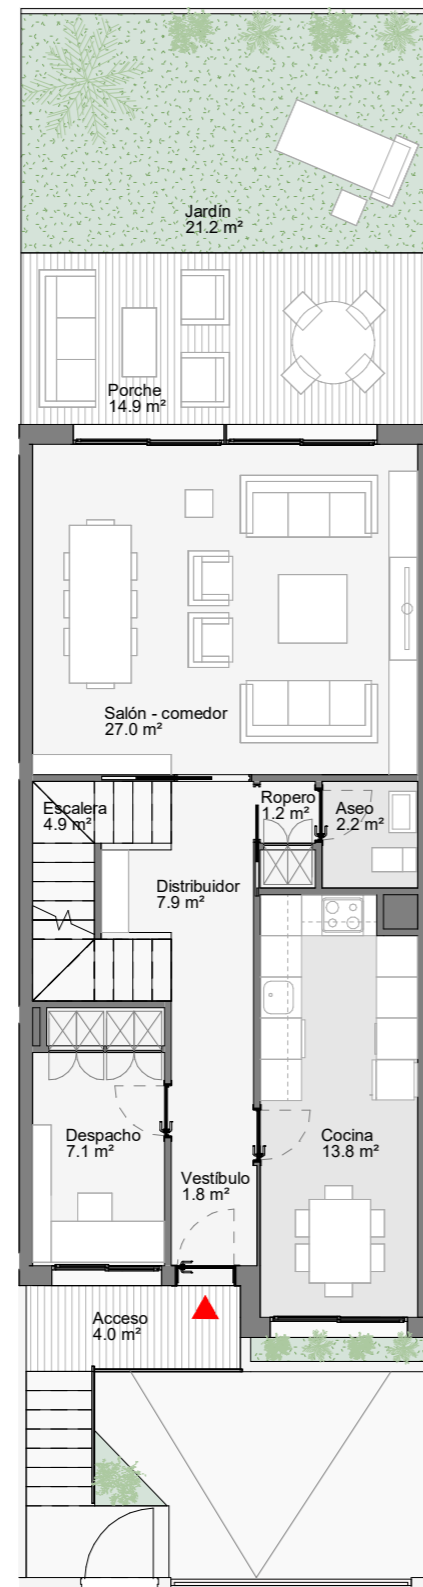 Jardín
21.2 m²
Porche
14.9 m²
Salón - comedor
27.0 m²
Escalera
4.9 m²
Ropero
1.2 m²
Aseo
2.2 m²
Distribuidor
7.9 m²
Despacho
7.1 m²
Cocina
13.8 m²
Vestíbulo
1.8 m²
Acceso
4.0 m²